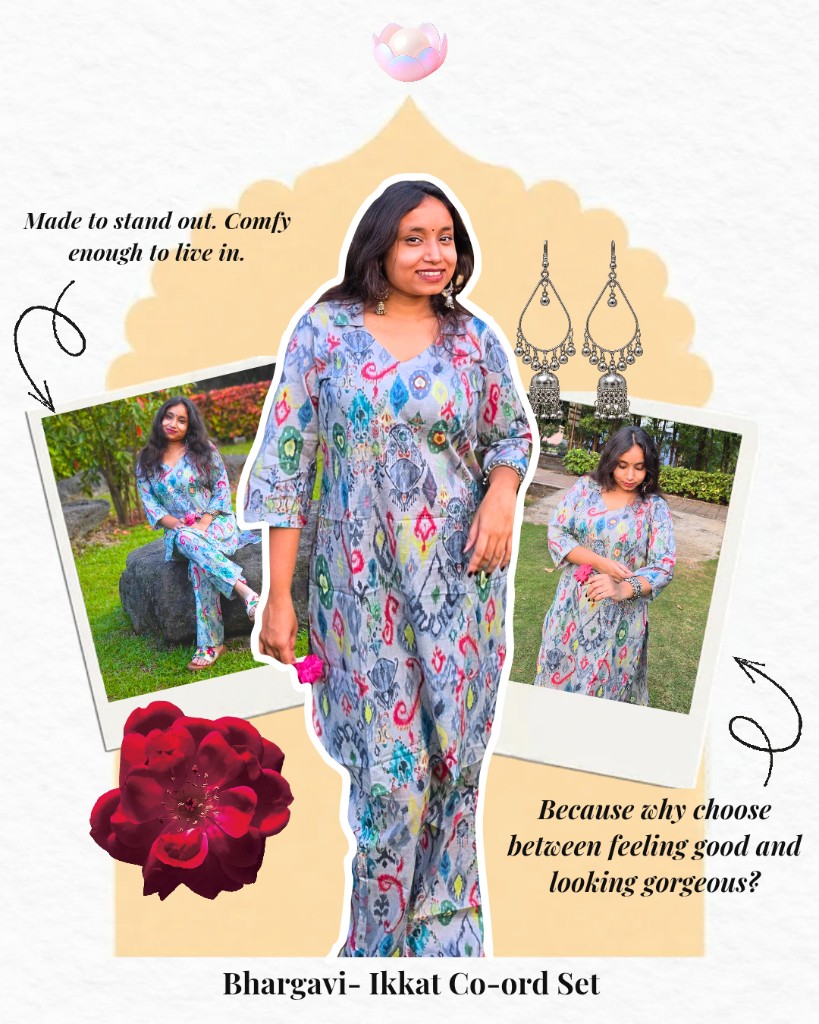 Made to stand out. Comfy
enough to live in.
Because why choose
between feeling good and
looking gorgeous?
Bhargavi- Ikkat Co-ord Set